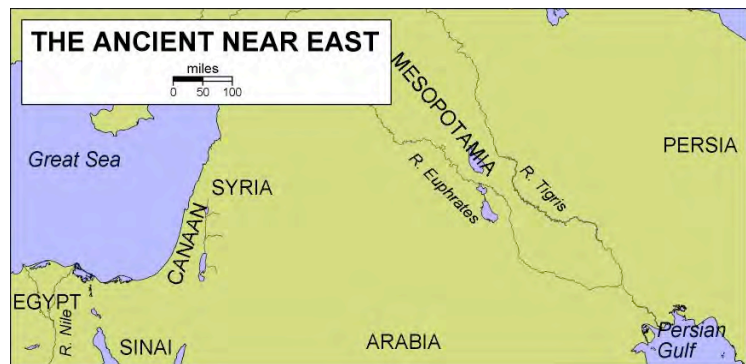 THE ANCIENT NEAR EAST
miles
0 50 100
MESOPOTAMIA
PERSIA
Great Sea
R. Tigris
R. Euphrates
SYRIA
CANAAN
EGYPT
R. Nile
SINAI
ARABIA
Persian
Gulf